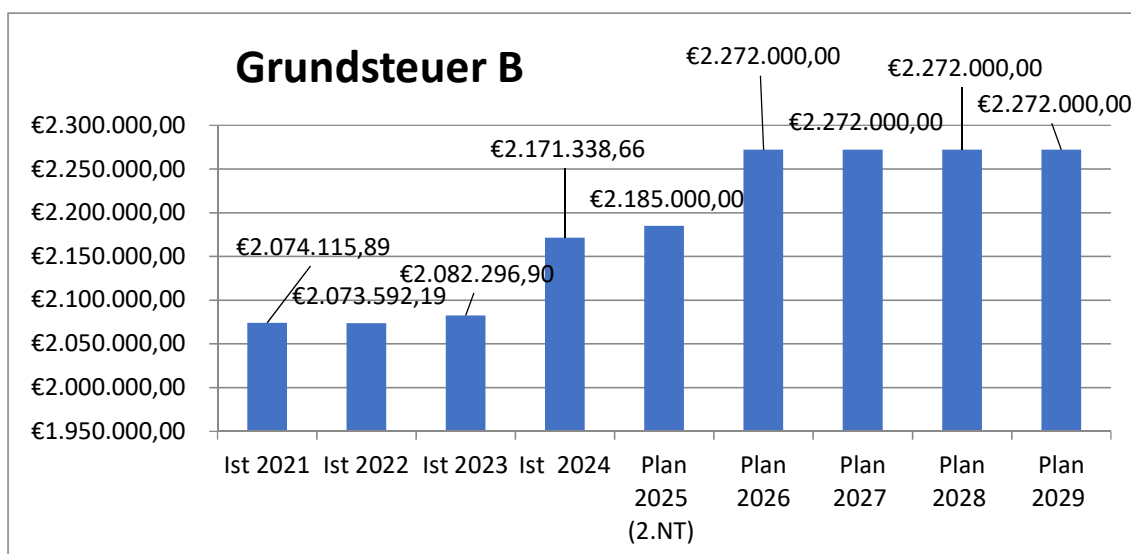 Grundsteuer B
€2.300.000,00
€2.250.000,00
€2.200.000,00
€2.150.000,00
€2.100.000,00
€2.050.000,00
€2.000.000,00
€1.950.000,00
€2.074.115,89
€2.073.592,19
€2.082.296,90
€2.171.338,66
€2.185.000,00
€2.272.000,00
€2.272.000,00
€2.272.000,00
€2.272.000,00
Ist 2021
Ist 2022
Ist 2023
Ist  2024
Plan
2025
(2.NT)
Plan
2026
Plan
2027
Plan
2028
Plan
2029